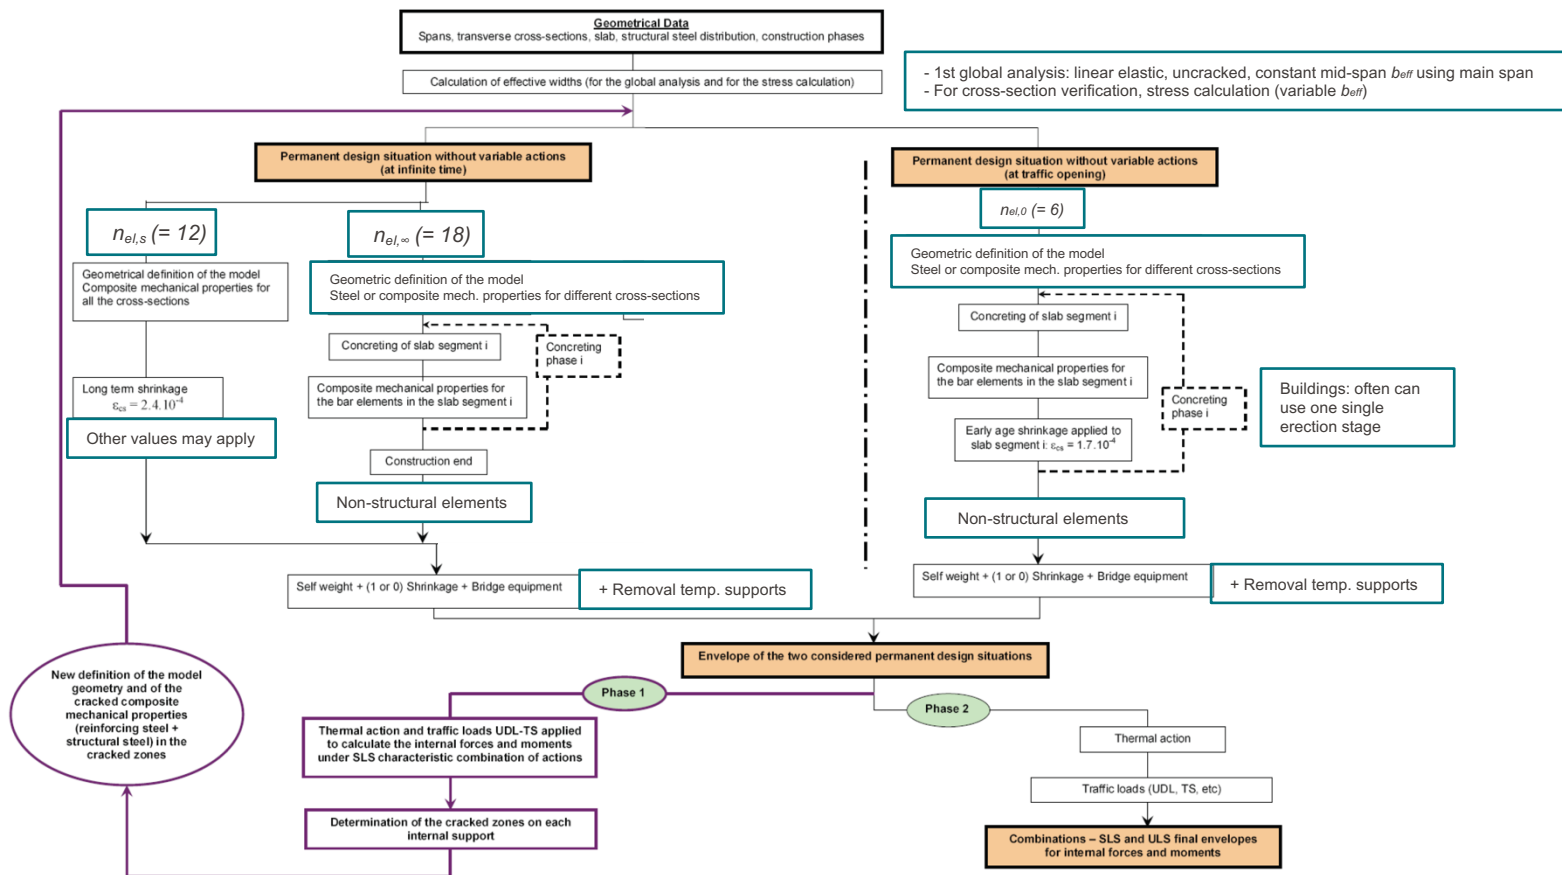 Geometrical Data
Spans, transverse cross-sections, slab, structural steel distribution, construction phases
Calculation of effective widths (for the global analysis and for the stress calculation)
- 1st global analysis: linear elastic, uncracked, constant mid-span beff using main span
- For cross-section verification, stress calculation (variable beff)
Permanent design situation without variable actions
(at infinite time)
Permanent design situation without variable actions
(at traffic opening)
nel,s (= 12)
nel,∞ (= 18)
nel,0 (= 6)
Geometrical definition of the model
Composite mechanical properties for
all the cross-sections
Geometric definition of the model
Steel or composite mech. properties for different cross-sections
Geometric definition of the model
Steel or composite mech. properties for different cross-sections
Concreting of slab segment i
Concreting
phase i
Composite mechanical properties for
the bar elements in the slab segment i
Concreting of slab segment i
Composite mechanical properties for
the bar elements in the slab segment i
Concreting
phase i
Early age shrinkage applied to
slab segment i: εcs = 1.7.10-4
Buildings: often can
use one single
erection stage
Long term shrinkage
εcs = 2.4.10-4
Other values may apply
Construction end
Non-structural elements
Non-structural elements
Self weight + (1 or 0) Shrinkage + Bridge equipment
+ Removal temp. supports
Self weight + (1 or 0) Shrinkage + Bridge equipment
+ Removal temp. supports
Envelope of the two considered permanent design situations
Phase 1
Phase 2
New definition of the model
geometry and of the
cracked composite
mechanical properties
(reinforcing steel +
structural steel) in the
cracked zones
Thermal action and traffic loads UDL-TS applied
to calculate the internal forces and moments
under SLS characteristic combination of actions
Determination of the cracked zones on each
internal support
Thermal action
Traffic loads (UDL, TS, etc)
Combinations – SLS and ULS final envelopes
for internal forces and moments